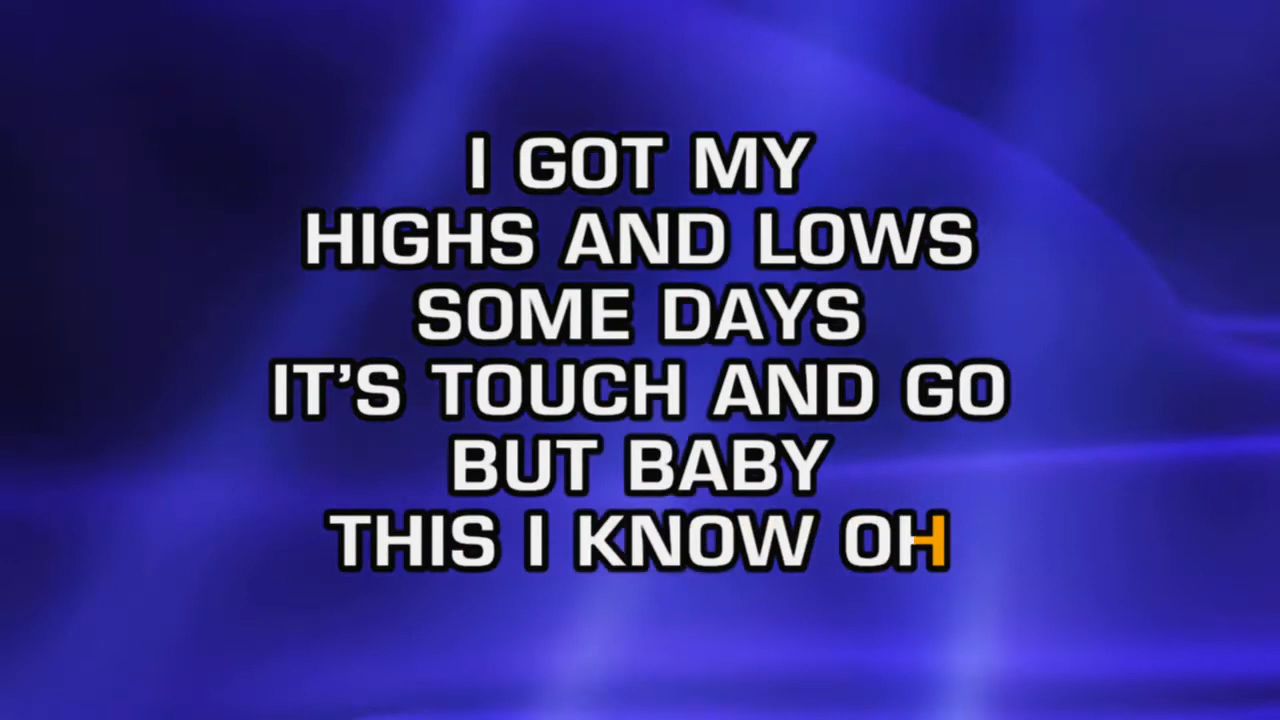 I GOT MY
HIGHS AND LOWS
SOME DAYS
IT’S TOUCH AND GO
BUT BABY
THIS I KNOW OH